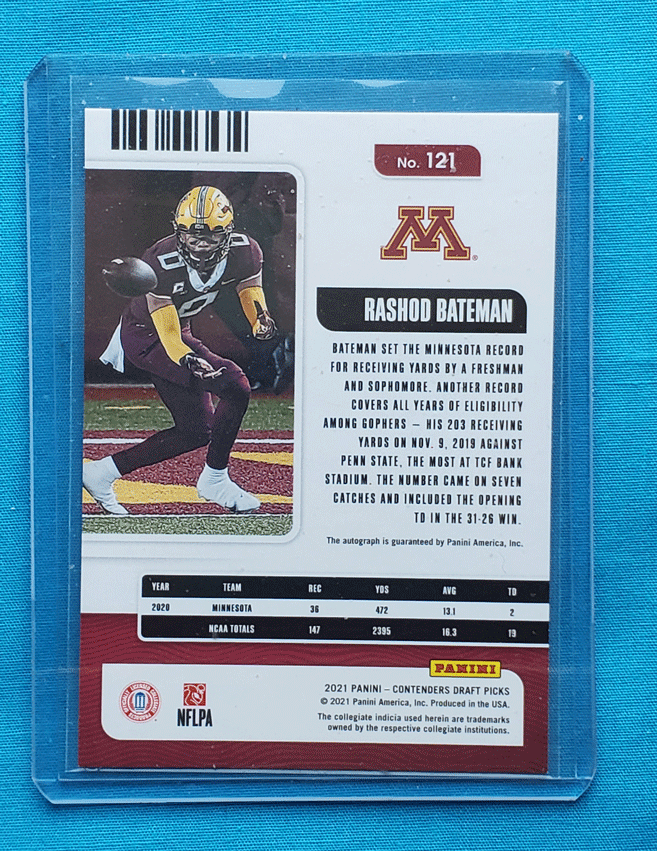 No. 121
M
RASHOD BATEMAN
BATEMAN SET THE MINNESOTA RECORD
FOR RECEIVING YARDS BY A FRESHMAN
AND SOPHOMORE. ANOTHER RECORD
COVERS ALL YEARS OF ELIGIBILITY
AMONG GOPHERS – HIS 203 RECEIVING
YARDS ON NOV. 9, 2019 AGAINST
PENN STATE, THE MOST AT TCF BANK
STADIUM. THE NUMBER CAME ON SEVEN
CATCHES AND INCLUDED THE OPENING
TD IN THE 31-26 WIN.
The autograph is guaranteed by Panini America, Inc.
YEAR TEAM REC YDS AVG TD
2020 MINNESOTA 36 472 13.1 2
NCAA TOTALS 147 2395 16.3 19
PANINI
2021 PANINI – CONTENDERS DRAFT PICKS
© 2021 Panini America, Inc. Produced in the USA.
The collegiate indicia used herein are trademarks
owned by the respective collegiate institutions.
OFFICIALLY LICENSED COLLEGIATE PRODUCTS
NFLPA
0